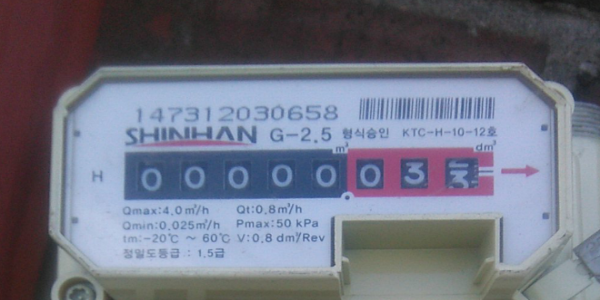 147312030658
SHINHAN G-2.5 형식승인 KTC-H-10-12호
m³ dm³
H 0 0 0 0 0 0 3
Qmax:4.0m³/h Qt:0.8m³/h
Qmin:0.025m³/h Pmax:50 kPa
tm:-20℃ ~ 60℃ V:0.8 dm³/Rev
정밀도등급 : 1.5급